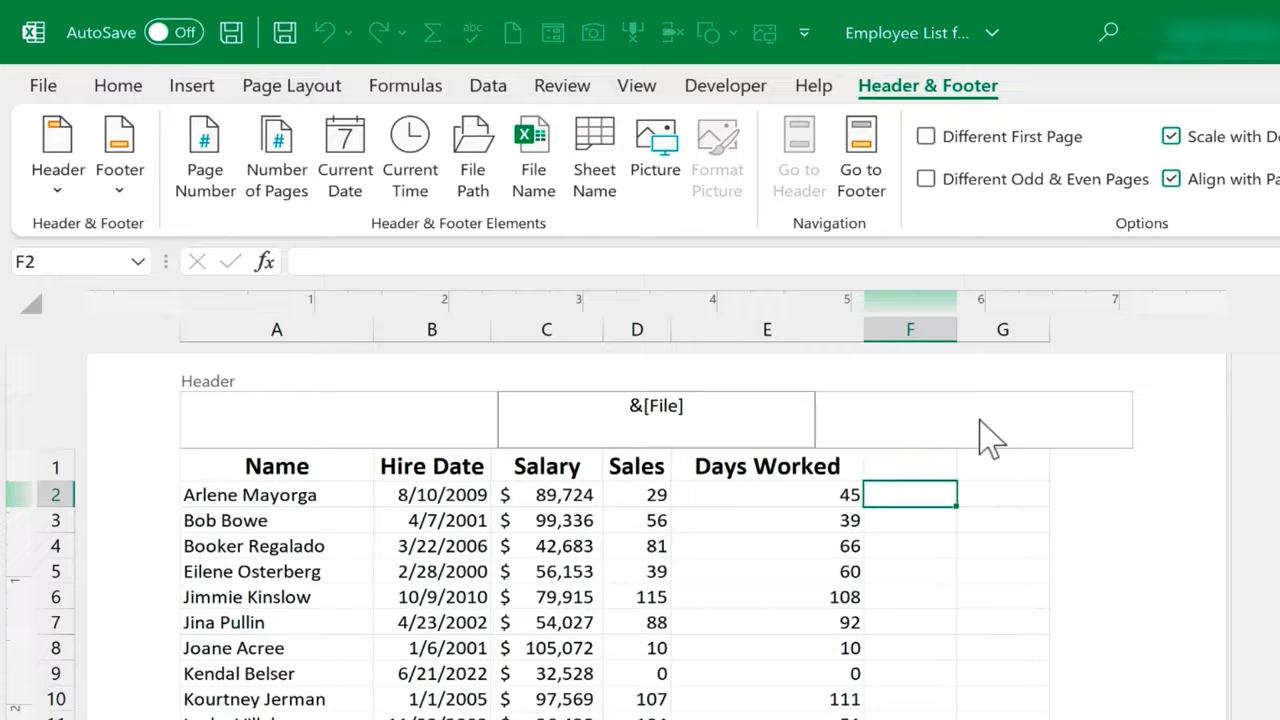 AutoSave Off abc Employee List f...
File Home Insert Page Layout Formulas Data Review View Developer Help Header & Footer
Header Footer Page Number Number of Pages Current Date Current Time File Path File Name Sheet Name Picture Format Picture Go to Header Go to Footer
Different First Page Scale with
Different Odd & Even Pages Align with
Header & Footer Header & Footer Elements Navigation Options
F2 fx
1 2 3 4 5 6 7
A B C D E F G
Header
&[File]
1 Name Hire Date Salary Sales Days Worked
2 Arlene Mayorga 8/10/2009 $ 89,724 29 45
3 Bob Bowe 4/7/2001 $ 99,336 56 39
4 Booker Regalado 3/22/2006 $ 42,683 81 66
5 Eilene Osterberg 2/28/2000 $ 56,153 39 60
6 Jimmie Kinslow 10/9/2010 $ 79,915 115 108
7 Jina Pullin 4/23/2002 $ 54,027 88 92
8 Joane Acree 1/6/2001 $ 105,072 10 10
9 Kendal Belser 6/21/2022 $ 32,528 0 0
10 Kourtney Jerman 1/1/2005 $ 97,569 107 111